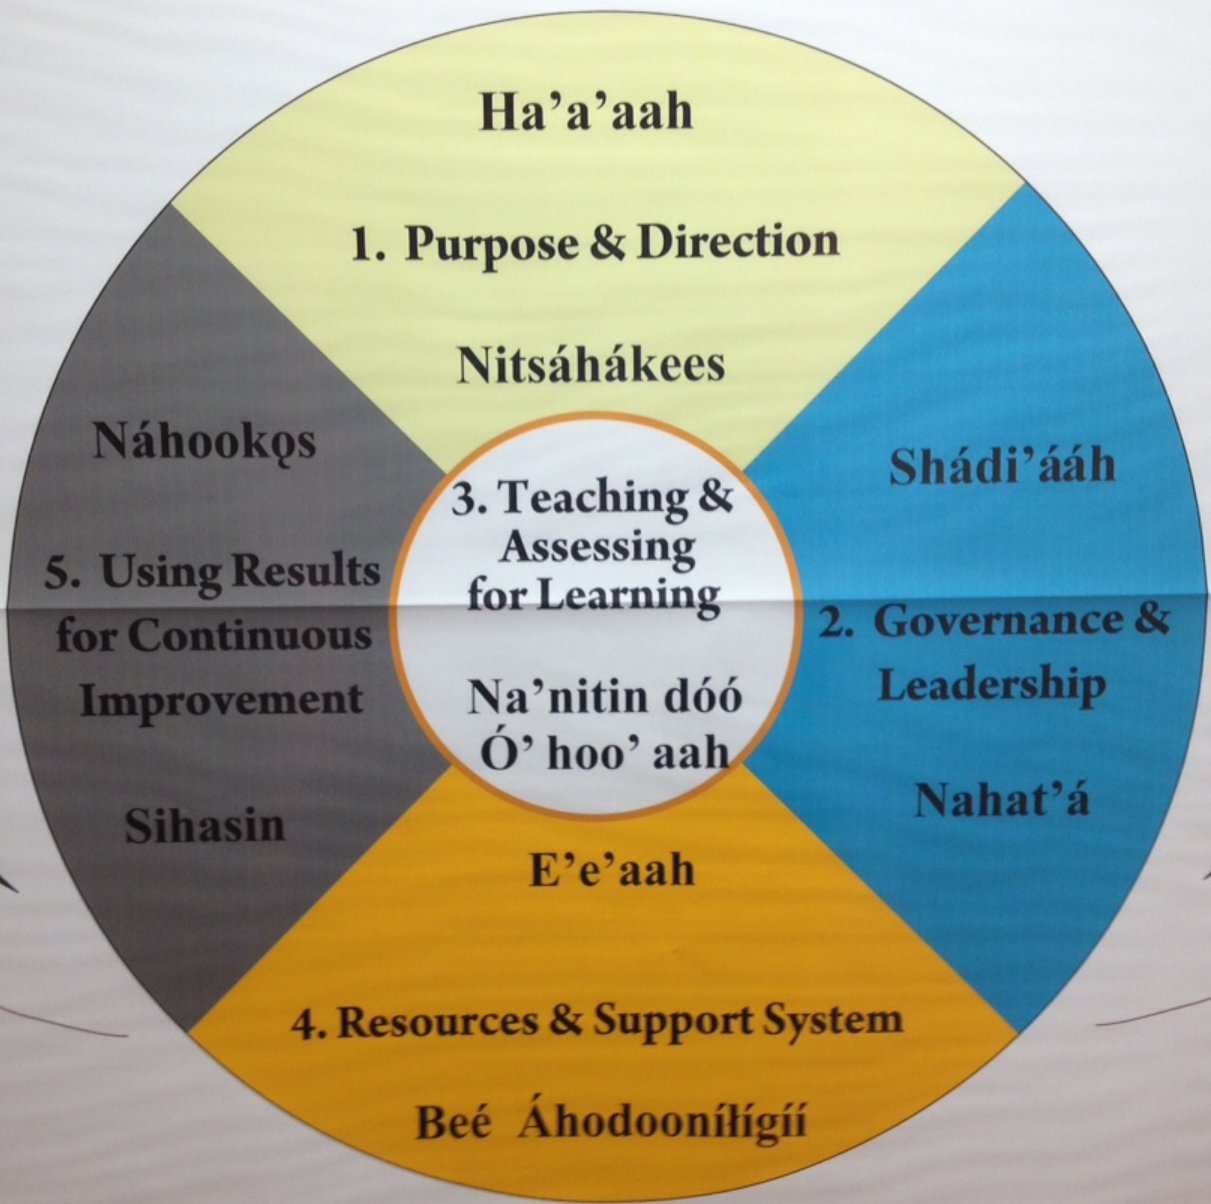 Ha’a’aah
1. Purpose & Direction
Nitsáhákees
Shádi’ááh
2. Governance &
Leadership
Nahat’á
3. Teaching &
Assessing
for Learning
Na’nitin dóó
Ó’ hoo’ aah
E’e’aah
4. Resources & Support System
Beé Áhodooníłígíí
Náhookǫs
5. Using Results
for Continuous
Improvement
Sihasin